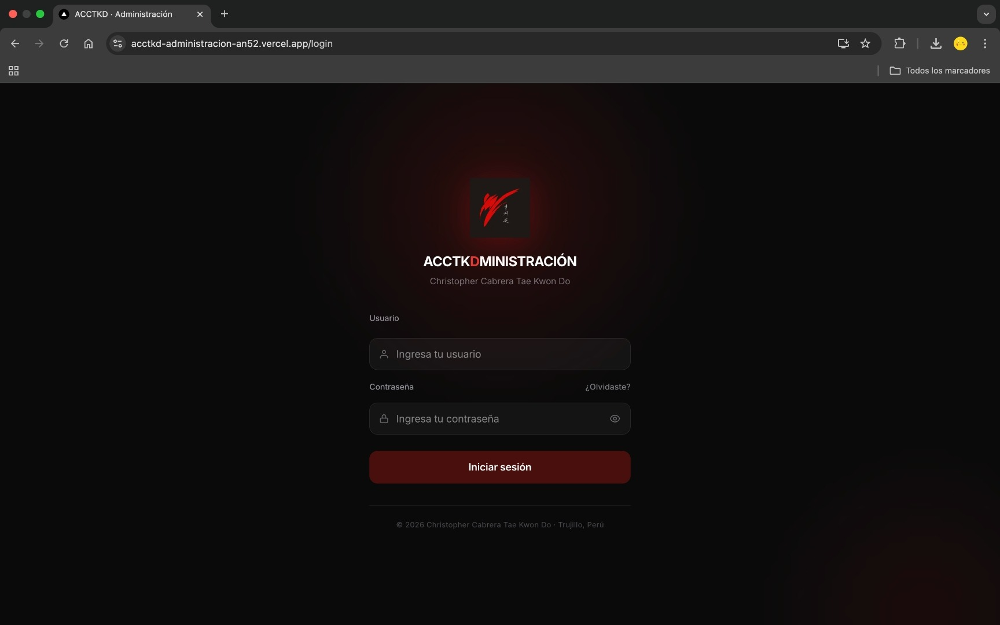 ACCTKD · Administración
acctkd-administracion-an52.vercel.app/login
Todos los marcadores
ACCTKDMINISTRACIÓN
Christopher Cabrera Tae Kwon Do
Usuario
Ingresa tu usuario
Contraseña ¿Olvidaste?
Ingresa tu contraseña
Iniciar sesión
© 2026 Christopher Cabrera Tae Kwon Do · Trujillo, Perú